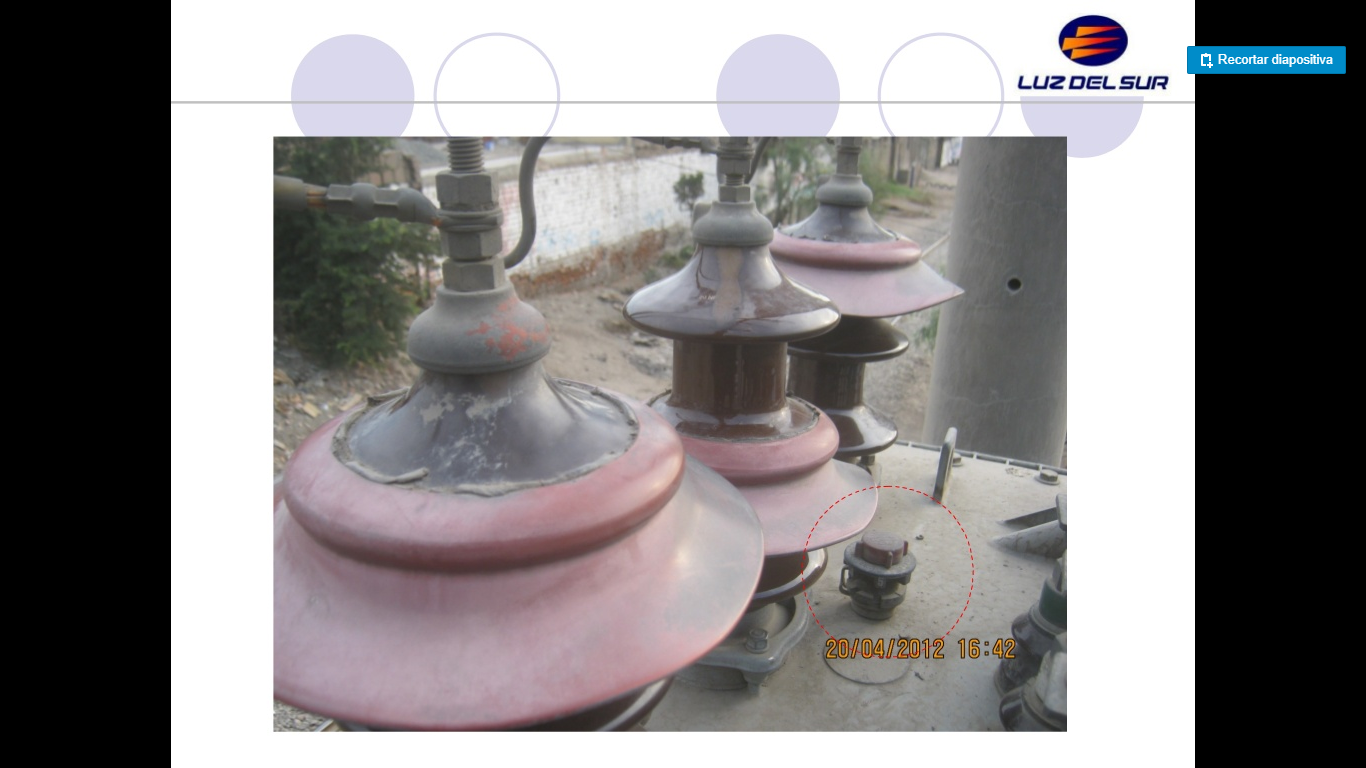 LUZ DEL SUR
Recortar diapositiva
20/04/2012 16:42